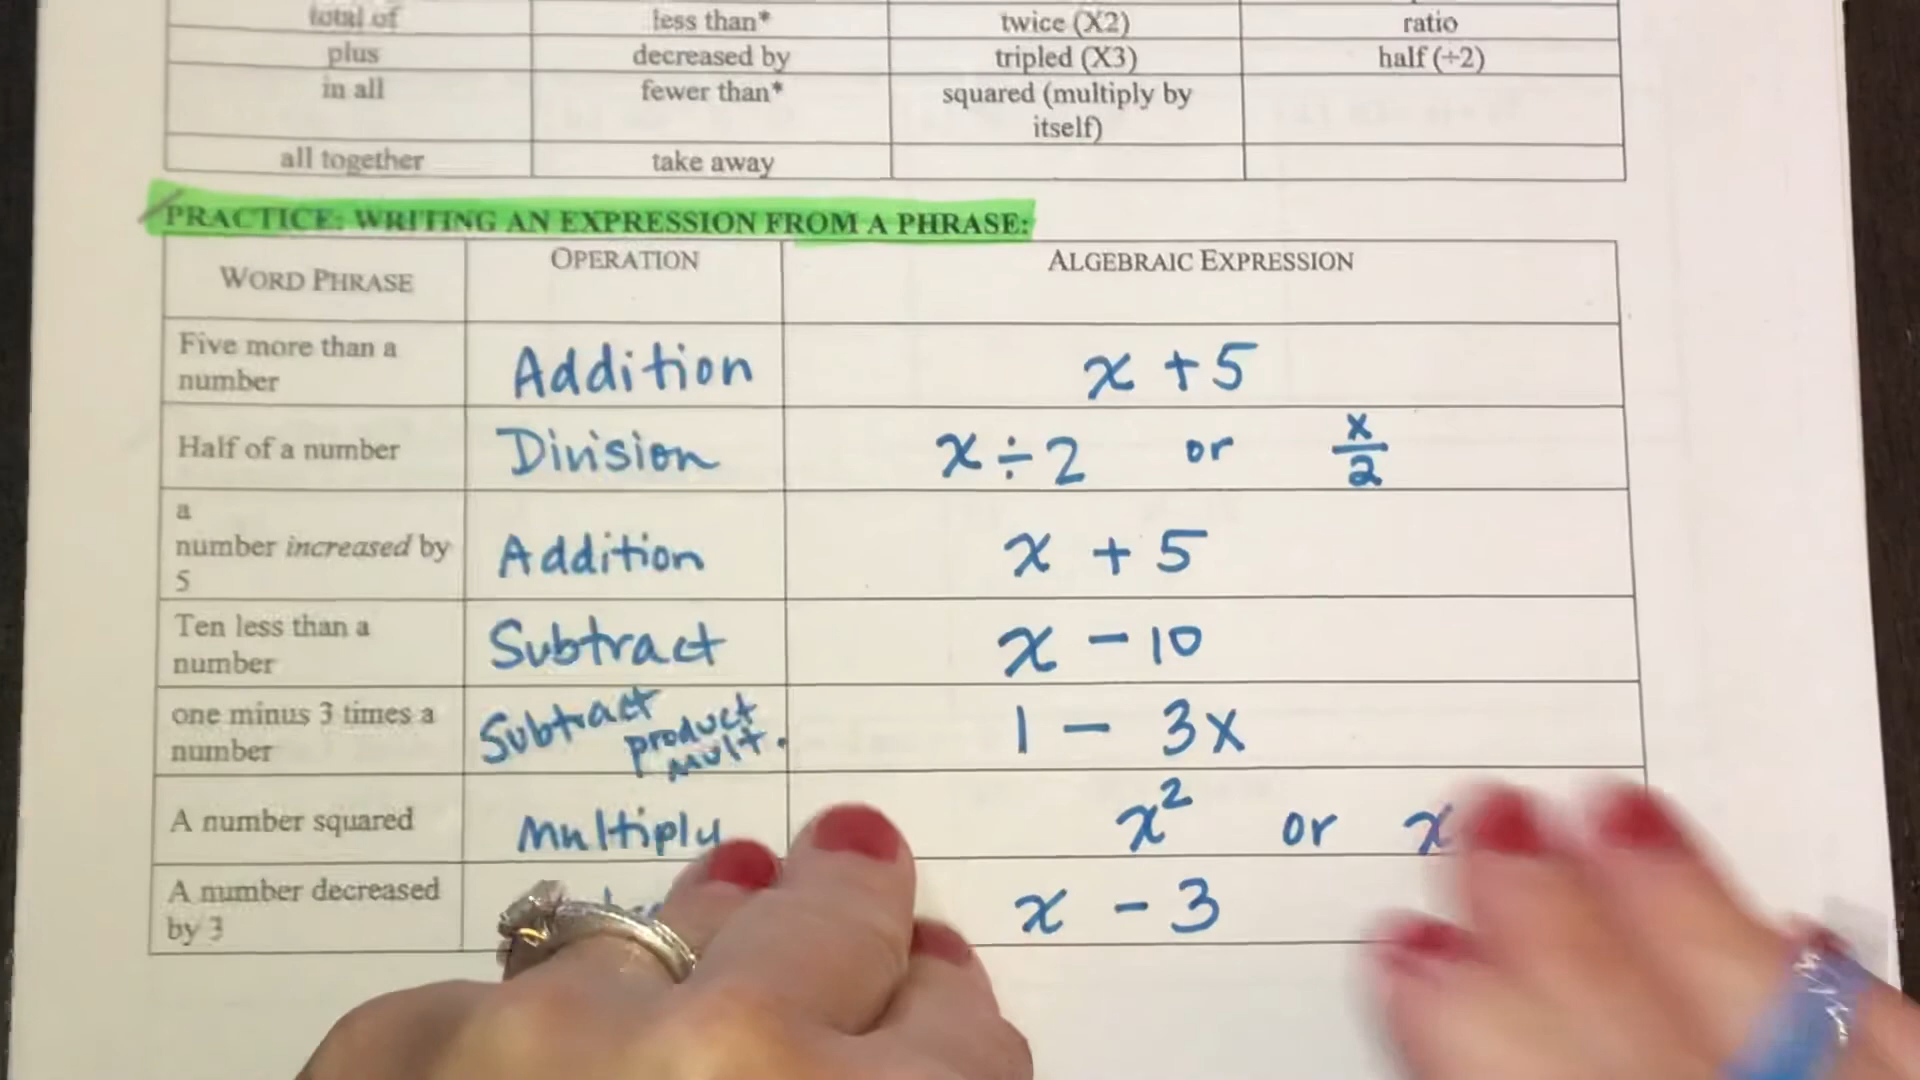 total of less than* twice (X2) ratio
plus decreased by tripled (X3) half (÷2)
in all fewer than* squared (multiply by
itself)
all together take away
PRACTICE: WRITING AN EXPRESSION FROM A PHRASE:
WORD PHRASE OPERATION ALGEBRAIC EXPRESSION
Five more than a
number
Addition x + 5
Half of a number Division x ÷ 2 or x/2
a
number increased by
5
Addition x + 5
Ten less than a
number
Subtract x - 10
one minus 3 times a
number
Subtract
product
mult.
1 - 3x
A number squared Multiply x² or x
A number decreased
by 3
x - 3